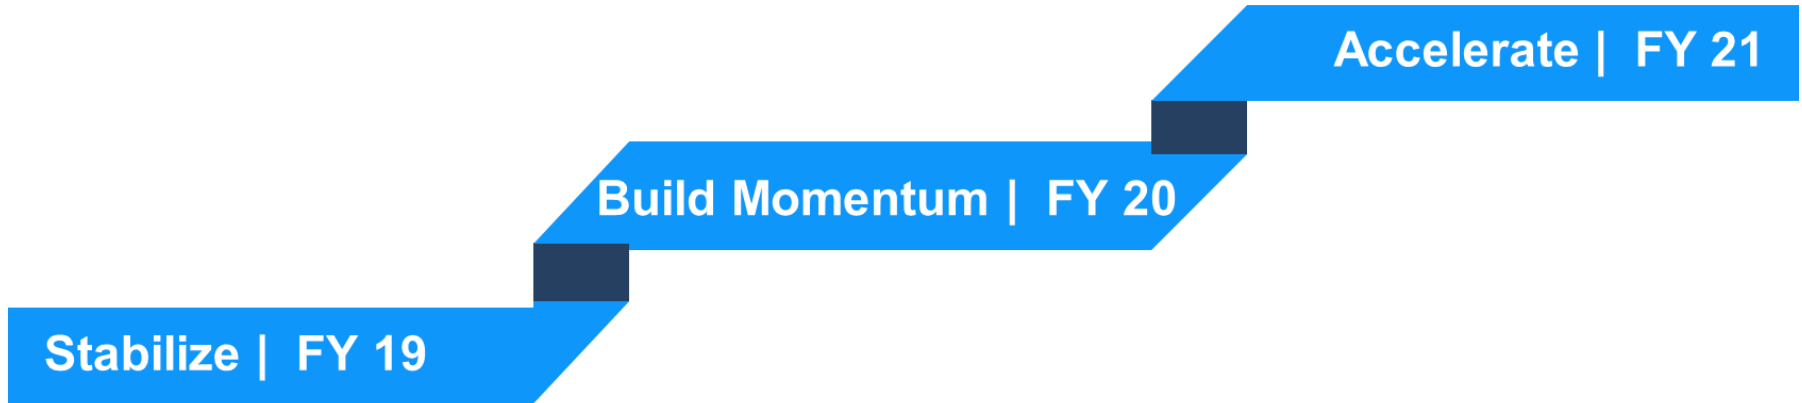 Accelerate | FY 21
Build Momentum | FY 20
Stabilize | FY 19